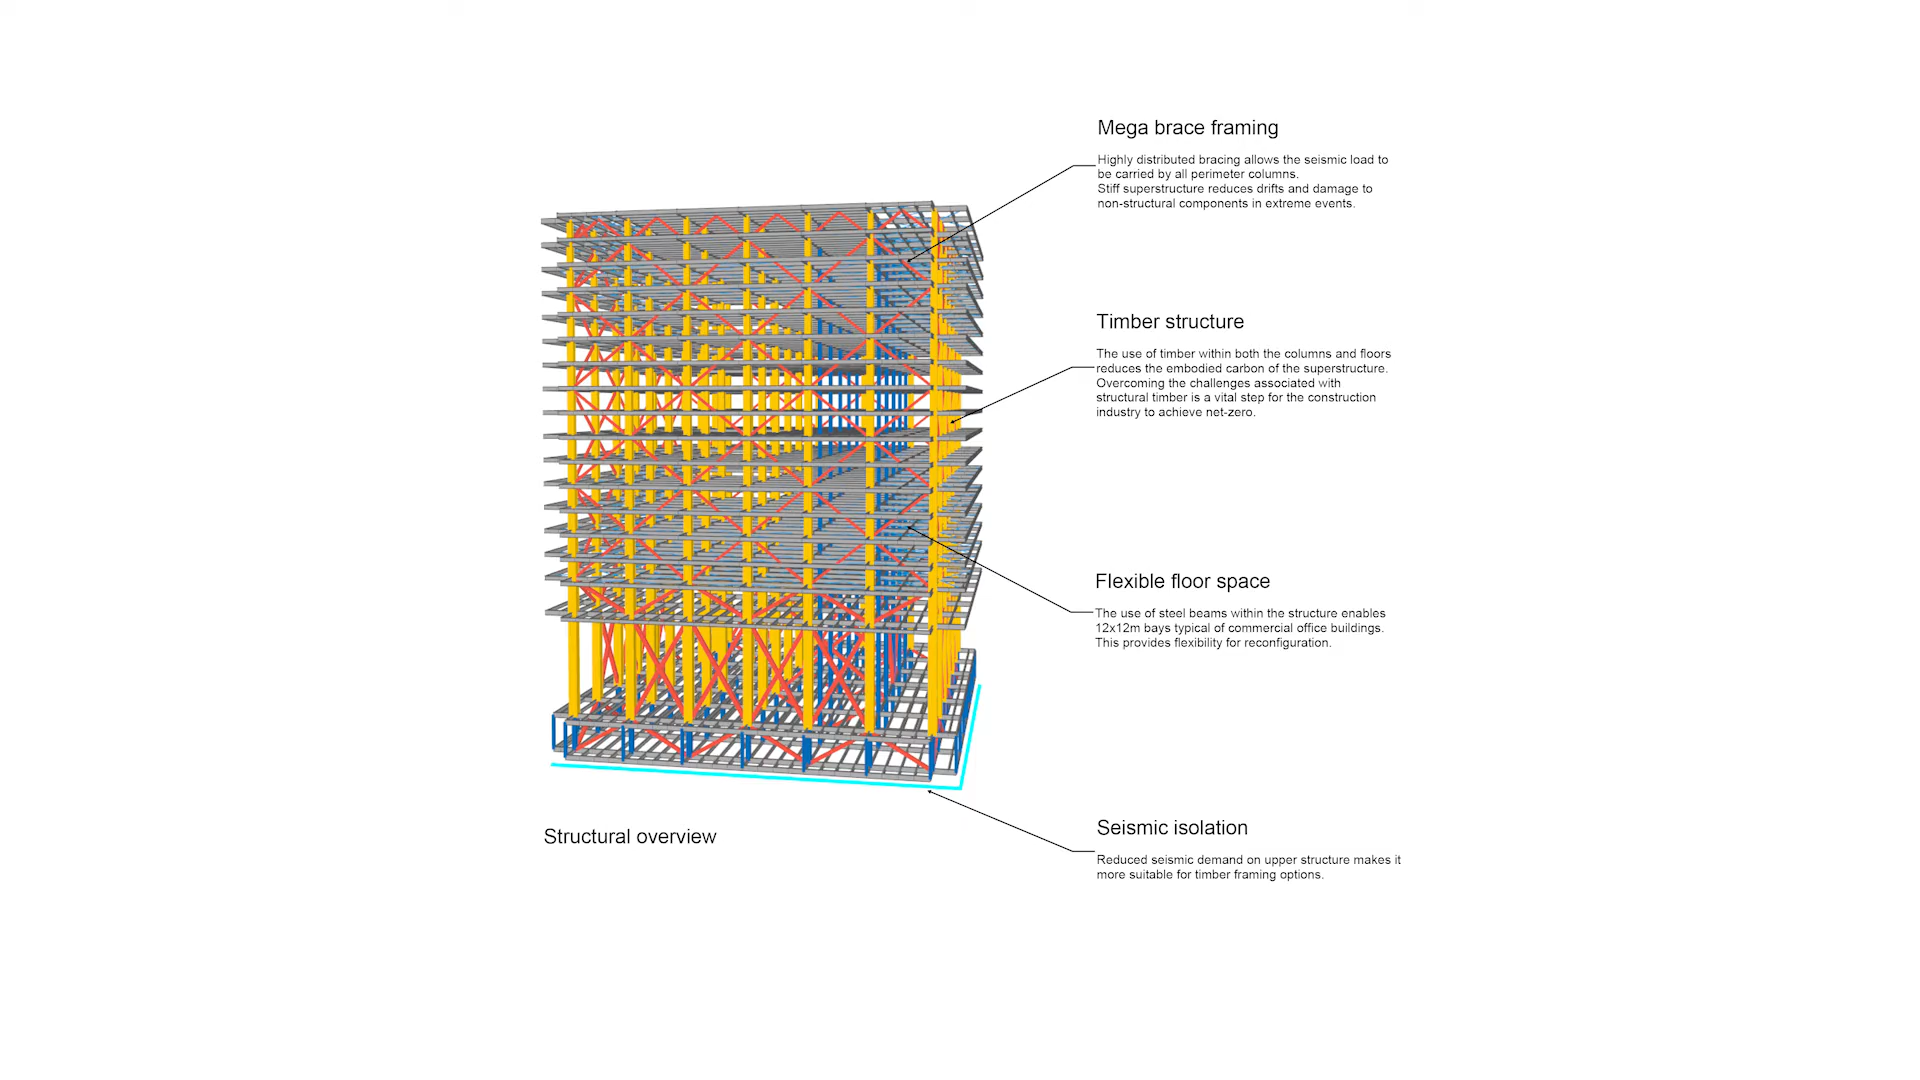 Mega brace framing
Highly distributed bracing allows the seismic load to
be carried by all perimeter columns.
Stiff superstructure reduces drifts and damage to
non-structural components in extreme events.
Timber structure
The use of timber within both the columns and floors
reduces the embodied carbon of the superstructure.
Overcoming the challenges associated with
structural timber is a vital step for the construction
industry to achieve net-zero.
Flexible floor space
The use of steel beams within the structure enables
12x12m bays typical of commercial office buildings.
This provides flexibility for reconfiguration.
Seismic isolation
Reduced seismic demand on upper structure makes it
more suitable for timber framing options.
Structural overview